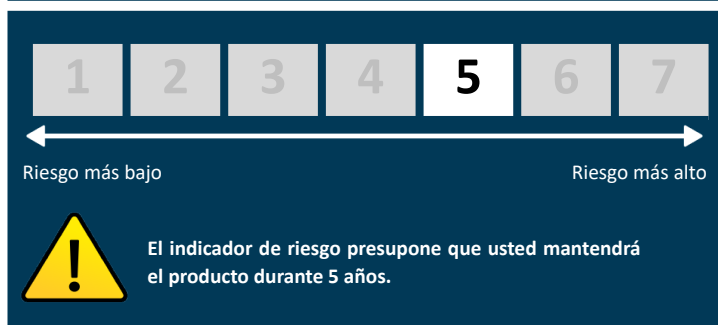 1 2 3 4 5 6 7
Riesgo más bajo Riesgo más alto
!
El indicador de riesgo presupone que usted mantendrá
el producto durante 5 años.